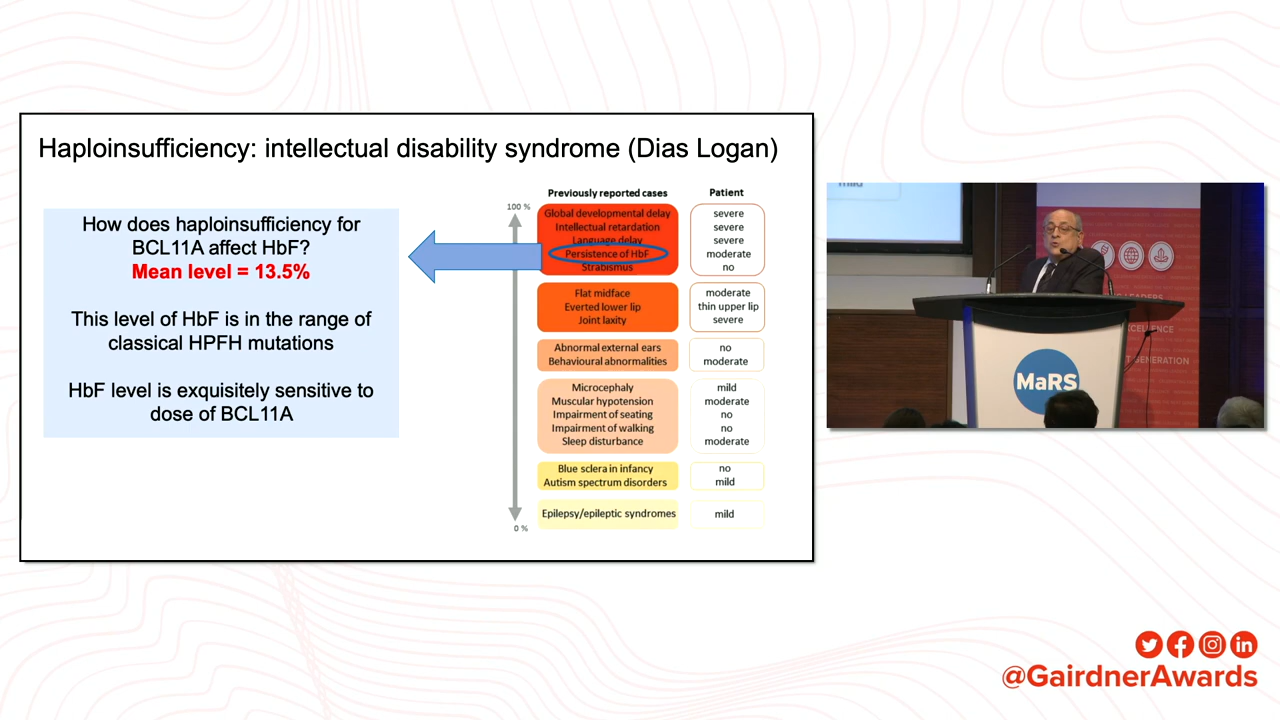 Haploinsufficiency: intellectual disability syndrome (Dias Logan)
How does haploinsufficiency for
BCL11A affect HbF?
Mean level = 13.5%
This level of HbF is in the range of
classical HPFH mutations
HbF level is exquisitely sensitive to
dose of BCL11A
Previously reported cases Patient
100 %
Global developmental delay severe
Intellectual retardation severe
Language delay severe
Persistence of HbF moderate
Strabismus no
Flat midface moderate
Everted lower lip thin upper lip
Joint laxity severe
Abnormal external ears no
Behavioural abnormalities moderate
Microcephaly mild
Muscular hypotension moderate
Impairment of seating no
Impairment of walking no
Sleep disturbance moderate
Blue sclera in infancy no
Autism spectrum disorders mild
Epilepsy/epileptic syndromes mild
0 %
mild
MaRS
@GairdnerAwards